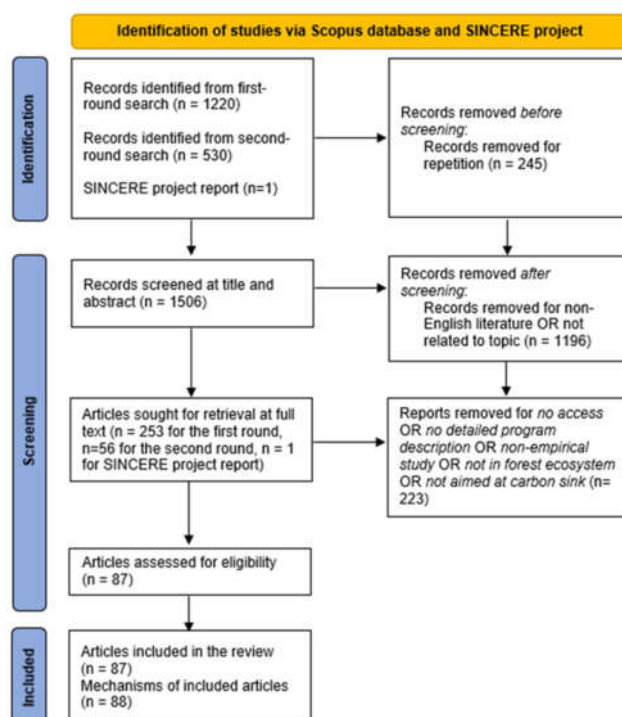 Identification of studies via Scopus database and SINCERE project
Identification
Records identified from first-
round search (n = 1220)
Records identified from second-
round search (n = 530)
SINCERE project report (n=1)
Records removed before
screening:
Records removed for
repetition (n = 245)
Screening
Records screened at title and
abstract (n = 1506)
Records removed after
screening:
Records removed for non-
English literature OR not
related to topic (n = 1196)
Articles sought for retrieval at full
text (n = 253 for the first round,
n=56 for the second round, n = 1
for SINCERE project report)
Reports removed for no access
OR no detailed program
description OR non-empirical
study OR not in forest ecosystem
OR not aimed at carbon sink (n=
223)
Articles assessed for eligibility
(n = 87)
Included
Articles included in the review
(n = 87)
Mechanisms of included articles
(n = 88)